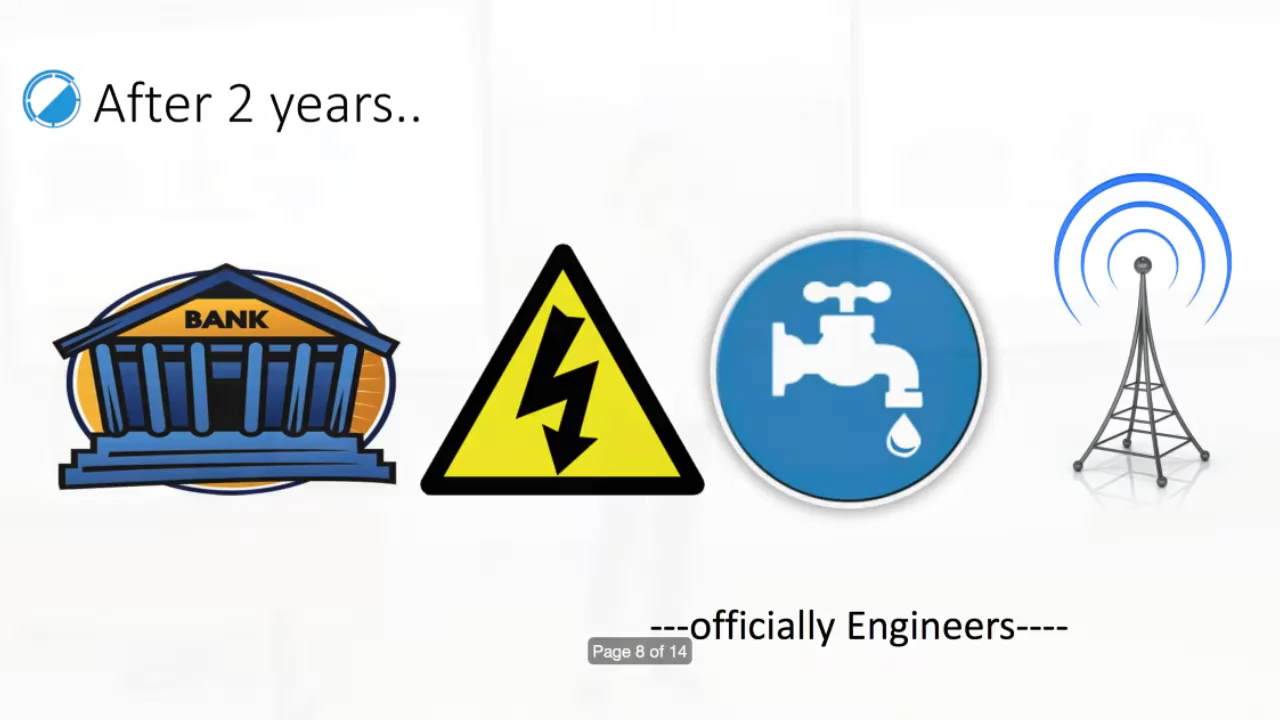 After 2 years..
BANK
---officially Engineers----
Page 8 of 14